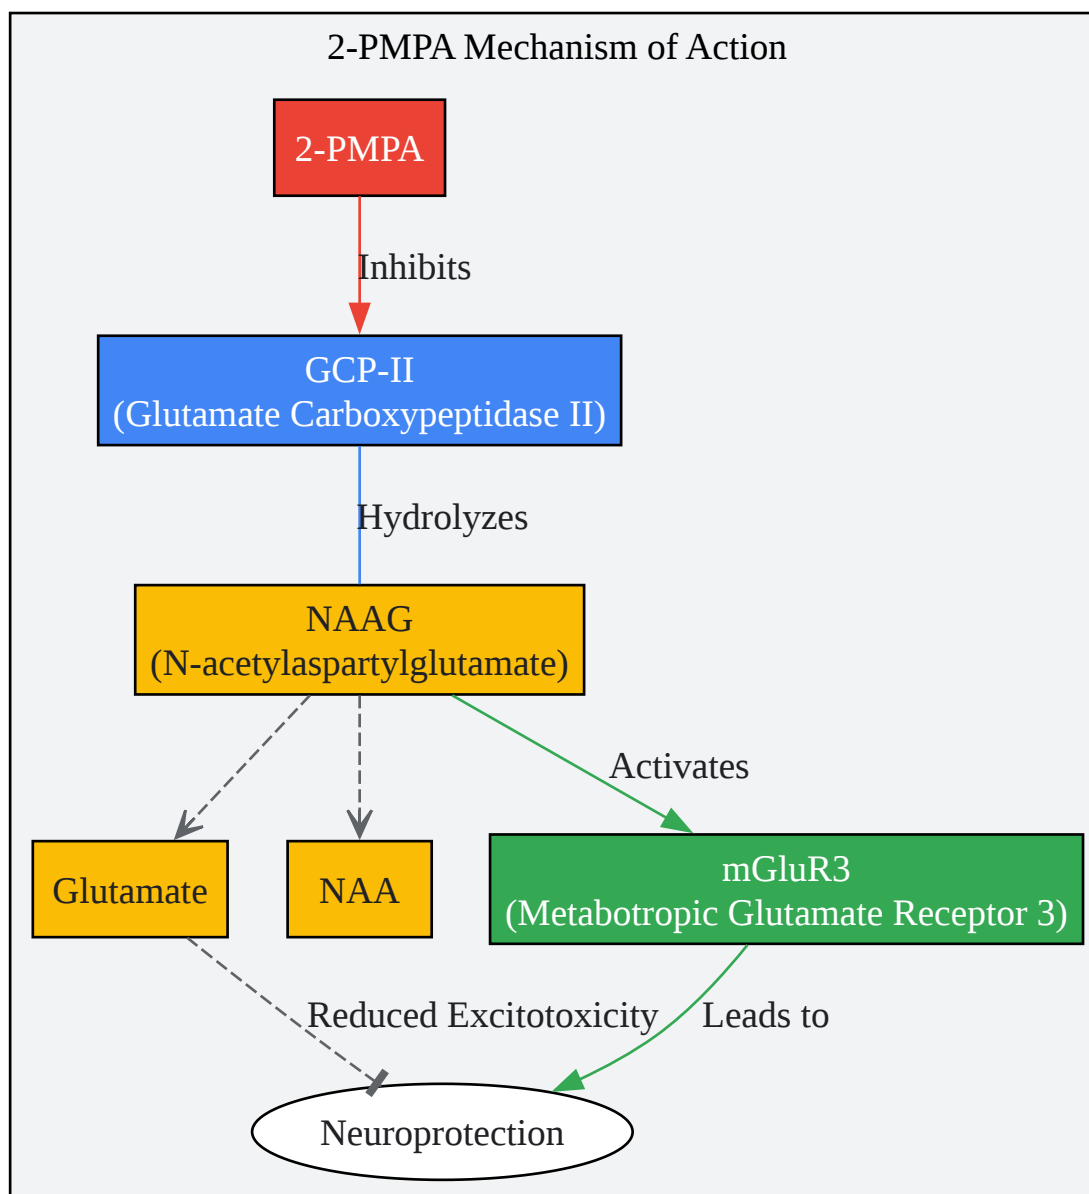 2-PMPA Mechanism of Action
2-PMPA
Inhibits
GCP-II
(Glutamate Carboxypeptidase II)
Hydrolyzes
NAAG
(N-acetylaspartylglutamate)
Activates
Glutamate
NAA
mGluR3
(Metabotropic Glutamate Receptor 3)
Reduced Excitotoxicity
Leads to
Neuroprotection